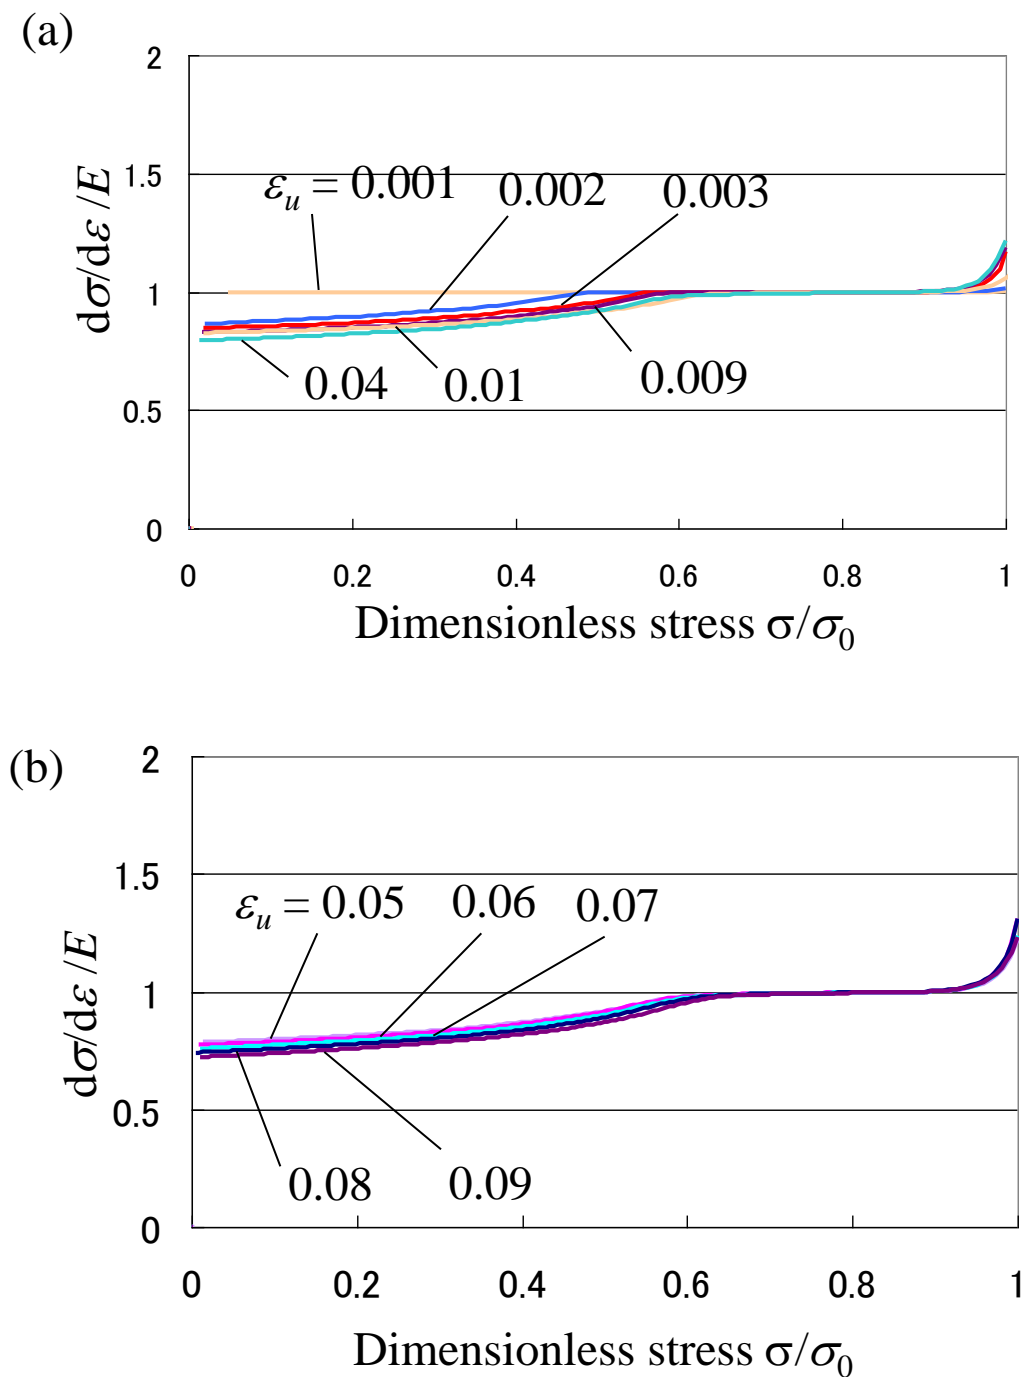 (a)
2
1.5
1
0.5
0
dσ/dε /E
ε_u = 0.001
0.002
0.003
0.04
0.01
0.009
0 0.2 0.4 0.6 0.8 1
Dimensionless stress σ/σ₀
(b)
2
1.5
1
0.5
0
dσ/dε /E
ε_u = 0.05
0.06
0.07
0.08
0.09
0 0.2 0.4 0.6 0.8 1
Dimensionless stress σ/σ₀